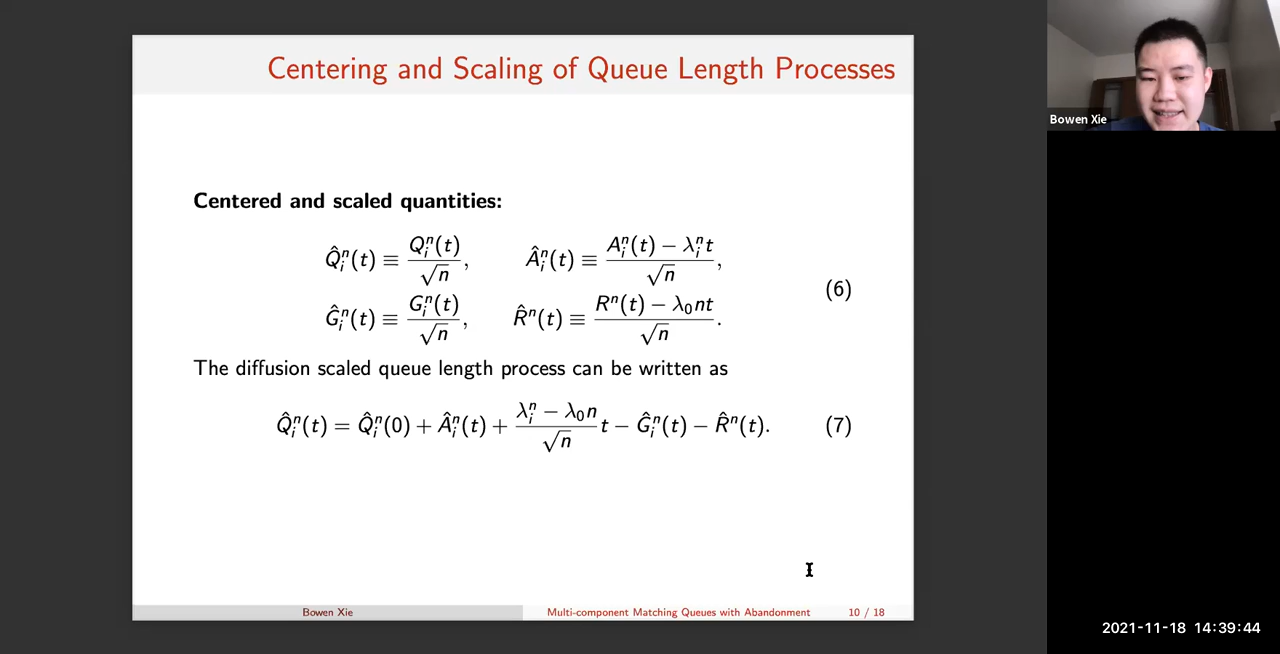 Centering and Scaling of Queue Length Processes
Centered and scaled quantities:
Q̂ᵢⁿ(t) ≡ Qᵢⁿ(t)/√n, Âᵢⁿ(t) ≡ (Aᵢⁿ(t) − λᵢⁿt)/√n,
(6)
Ĝᵢⁿ(t) ≡ Gᵢⁿ(t)/√n, R̂ⁿ(t) ≡ (Rⁿ(t) − λ₀nt)/√n.
The diffusion scaled queue length process can be written as
Q̂ᵢⁿ(t) = Q̂ᵢⁿ(0) + Âᵢⁿ(t) + (λᵢⁿ − λ₀n)/√n t − Ĝᵢⁿ(t) − R̂ⁿ(t). (7)
Bowen Xie Multi-component Matching Queues with Abandonment 10 / 18
Bowen Xie
2021-11-18 14:39:44